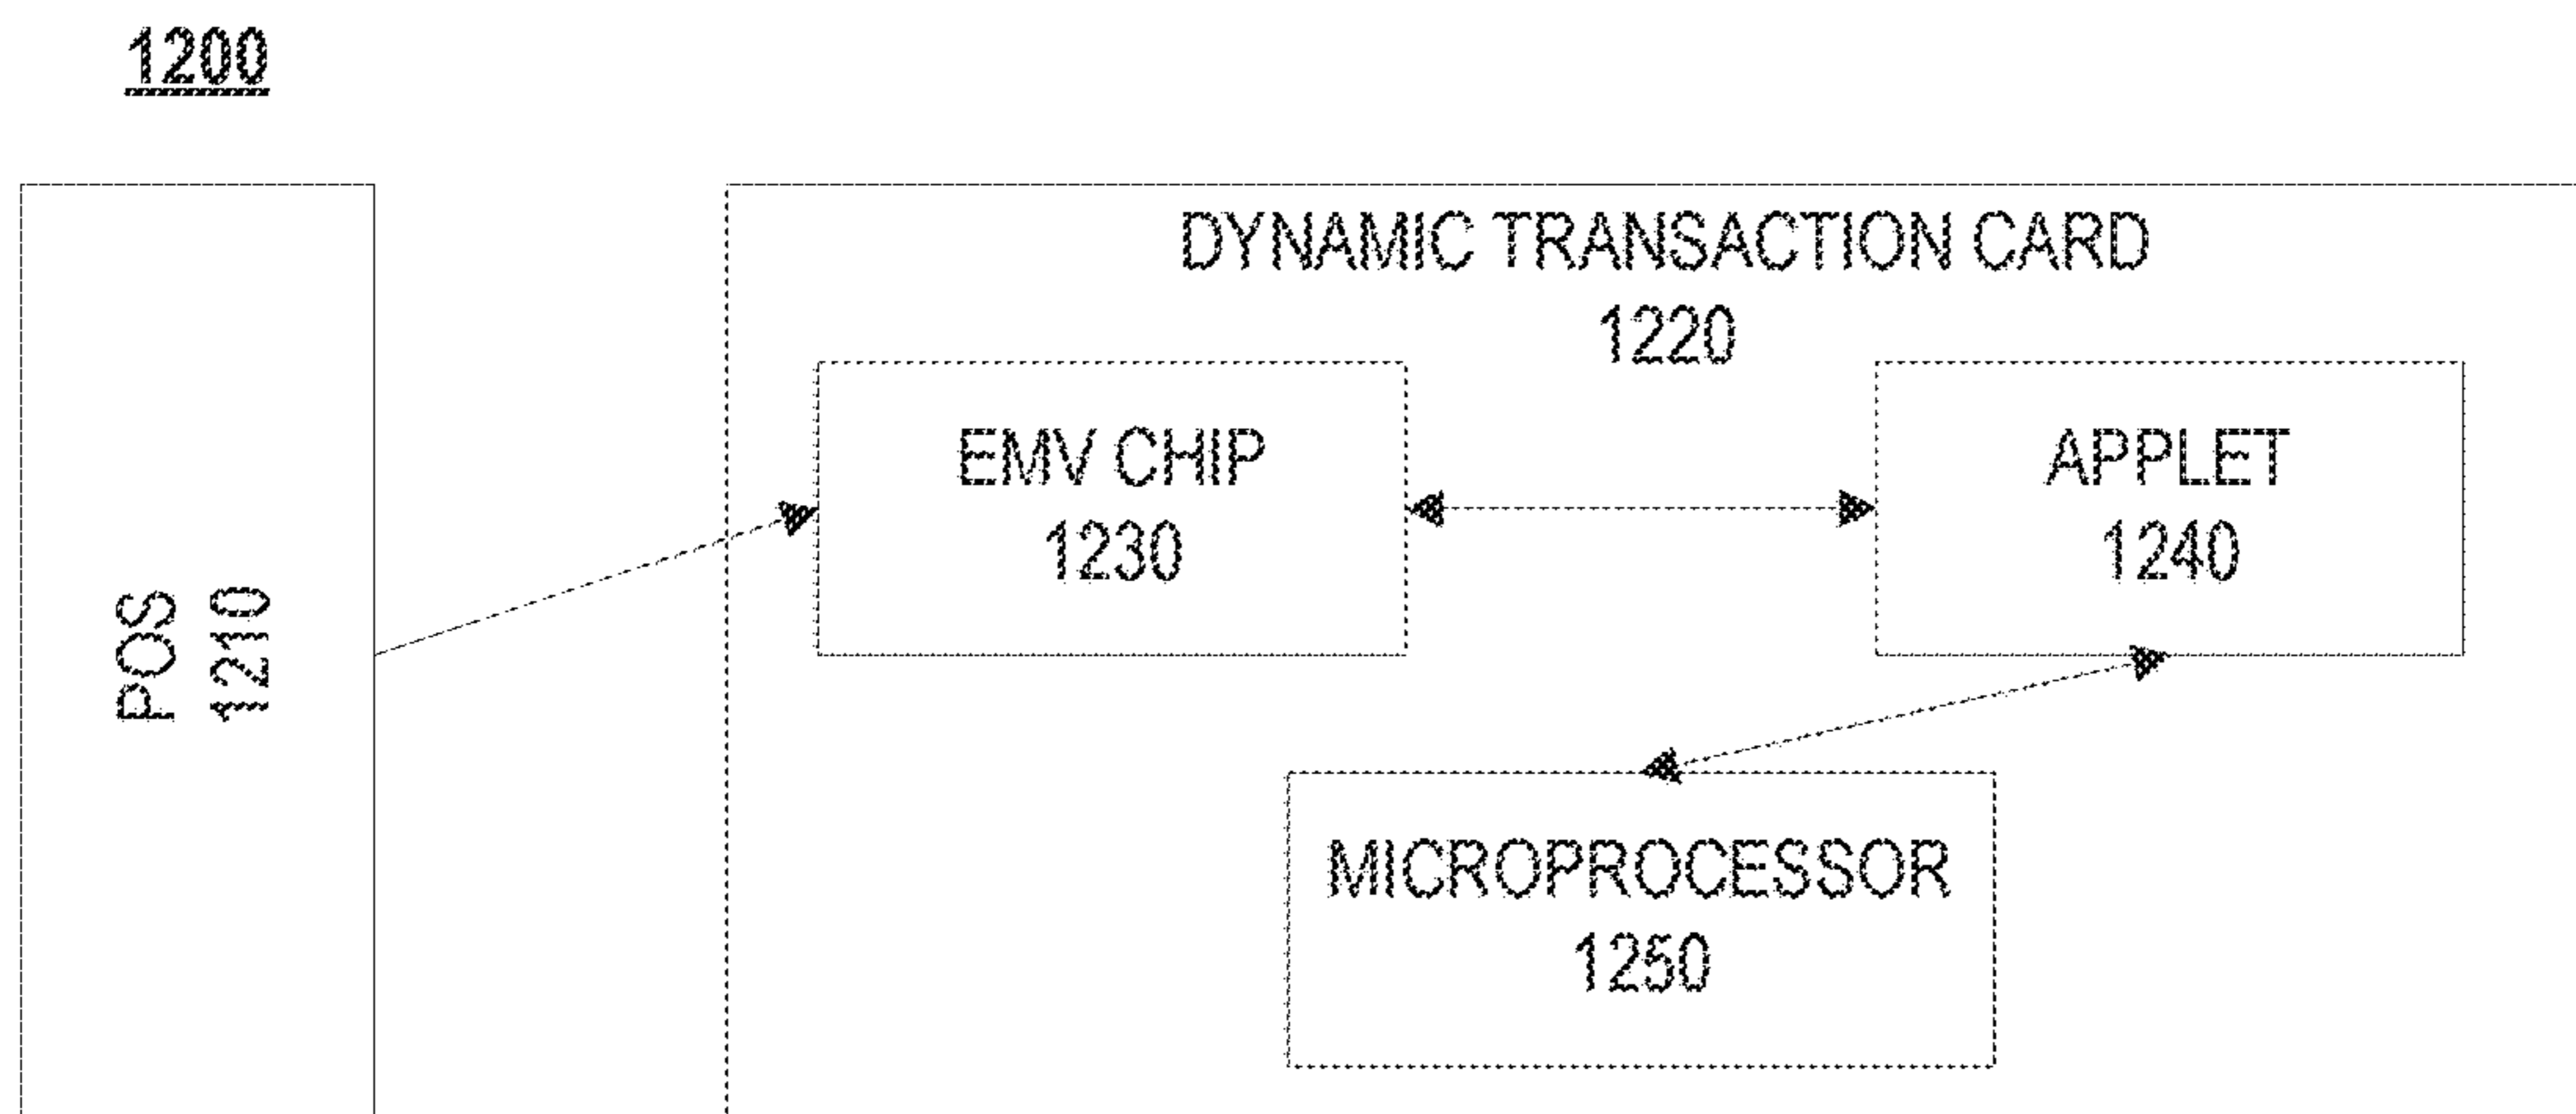 1200
POS
1210
DYNAMIC TRANSACTION CARD
1220
EMV CHIP
1230
APPLET
1240
MICROPROCESSOR
1250